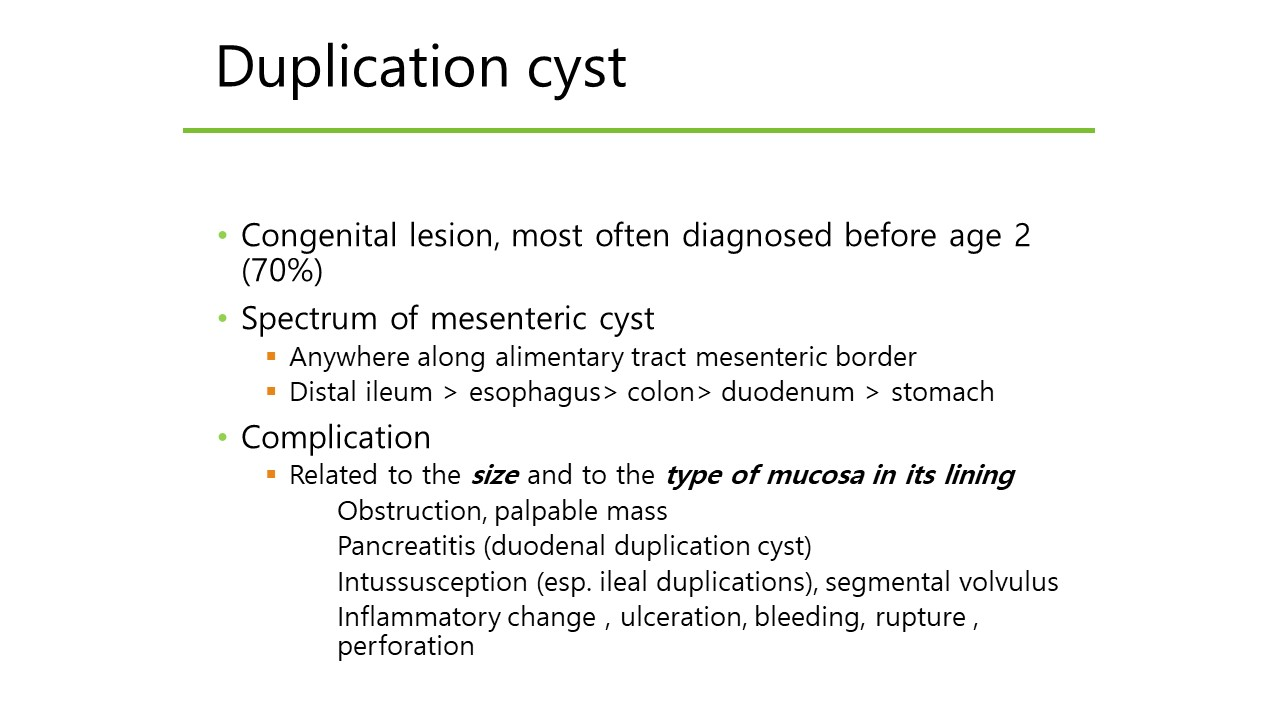 Duplication cyst
• Congenital lesion, most often diagnosed before age 2
(70%)
• Spectrum of mesenteric cyst
▪ Anywhere along alimentary tract mesenteric border
▪ Distal ileum > esophagus> colon> duodenum > stomach
• Complication
▪ Related to the size and to the type of mucosa in its lining
Obstruction, palpable mass
Pancreatitis (duodenal duplication cyst)
Intussusception (esp. ileal duplications), segmental volvulus
Inflammatory change , ulceration, bleeding, rupture ,
perforation